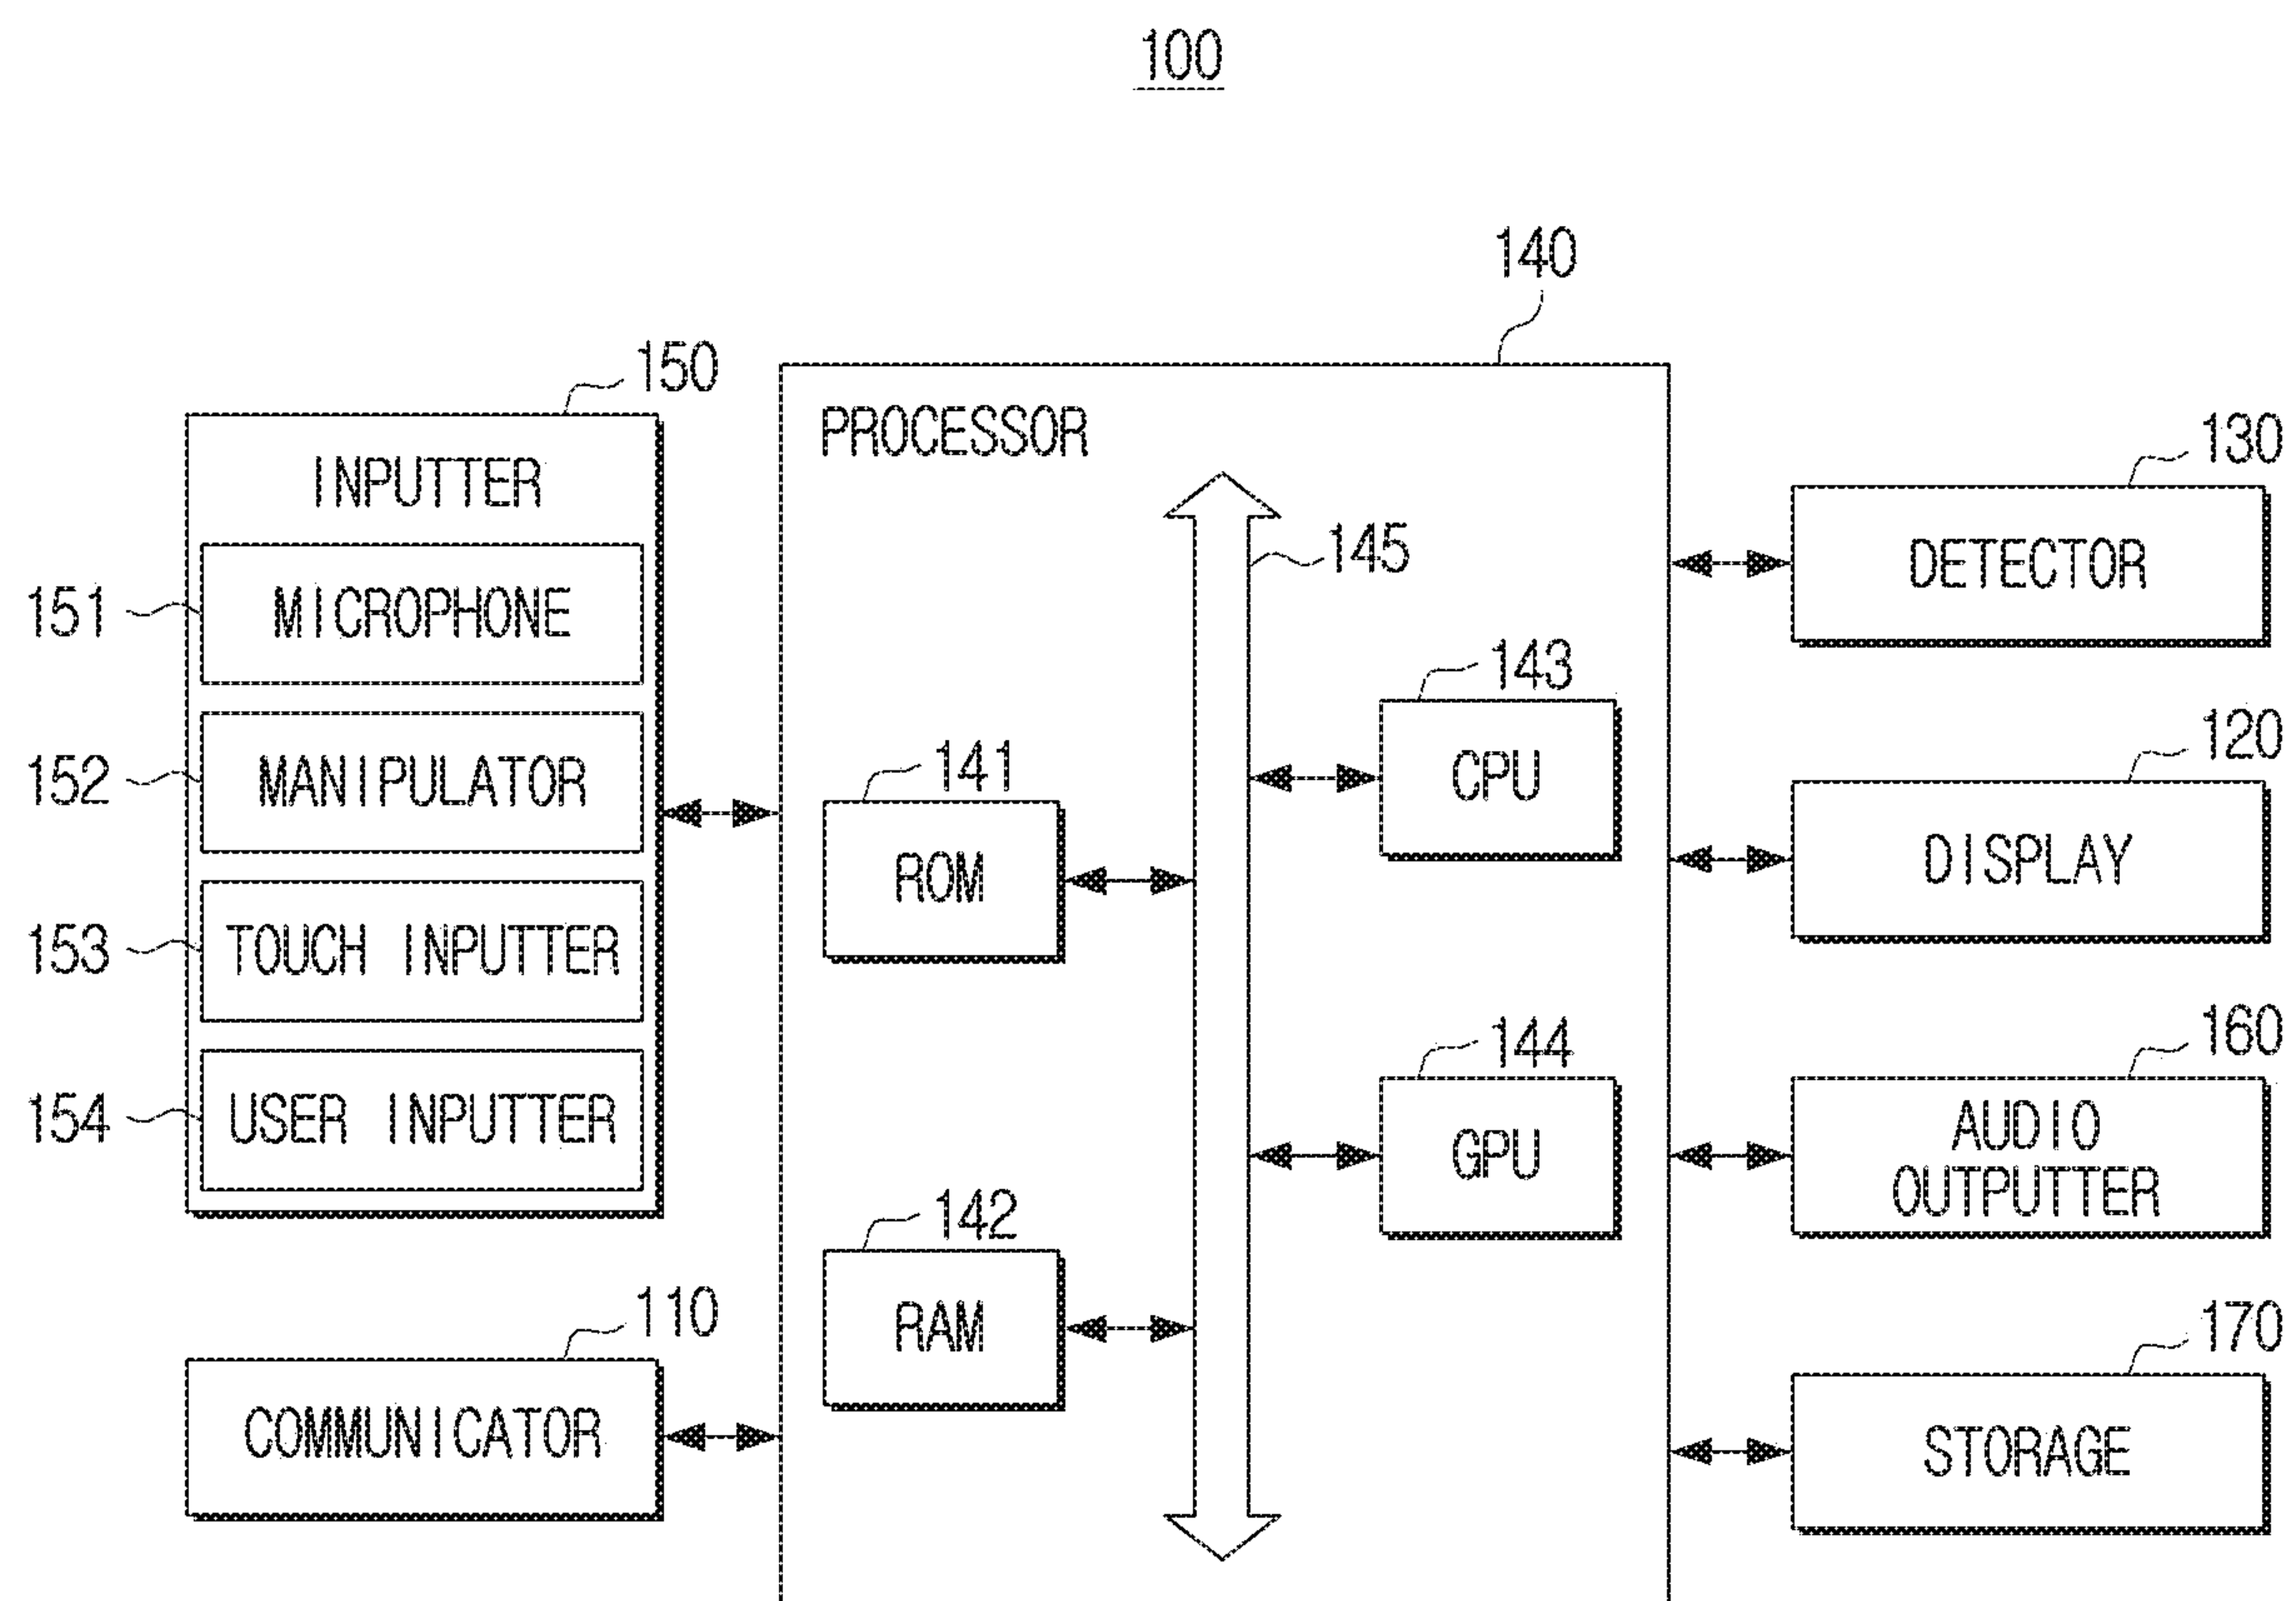 100
140
150
PROCESSOR
INPUTTER
130
DETECTOR
145
151
MICROPHONE
143
CPU
152
MANIPULATOR
141
ROM
120
DISPLAY
153
TOUCH INPUTTER
144
GPU
160
AUDIO
OUTPUTTER
154
USER INPUTTER
142
RAM
110
COMMUNICATOR
170
STORAGE